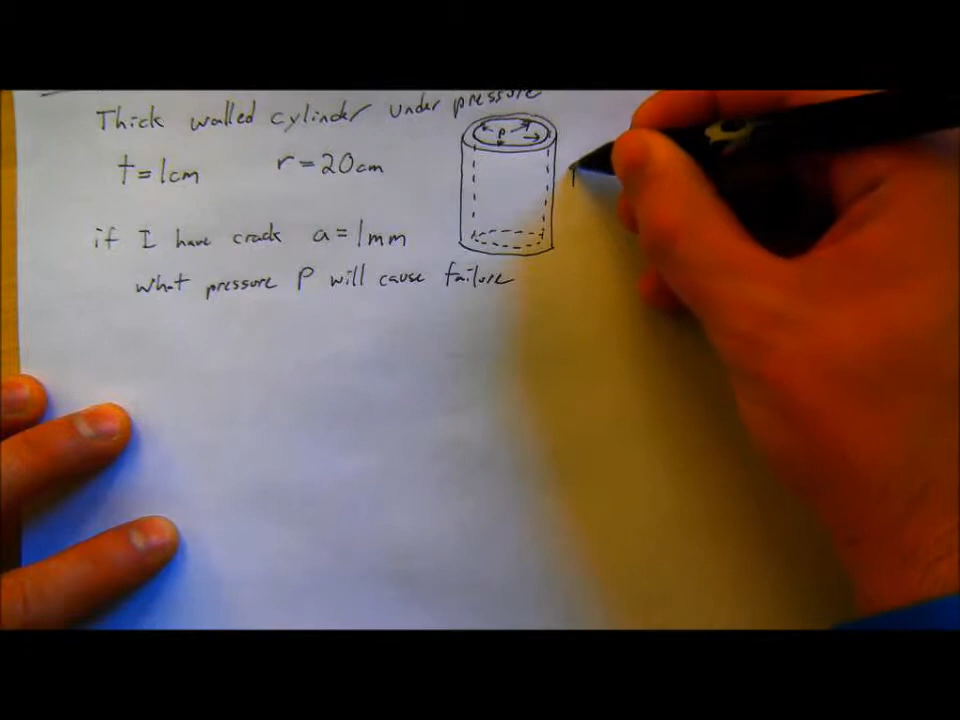 Thick walled cylinder under pressure
t = 1cm r = 20cm
P
if I have crack a = 1mm
what pressure P will cause failure